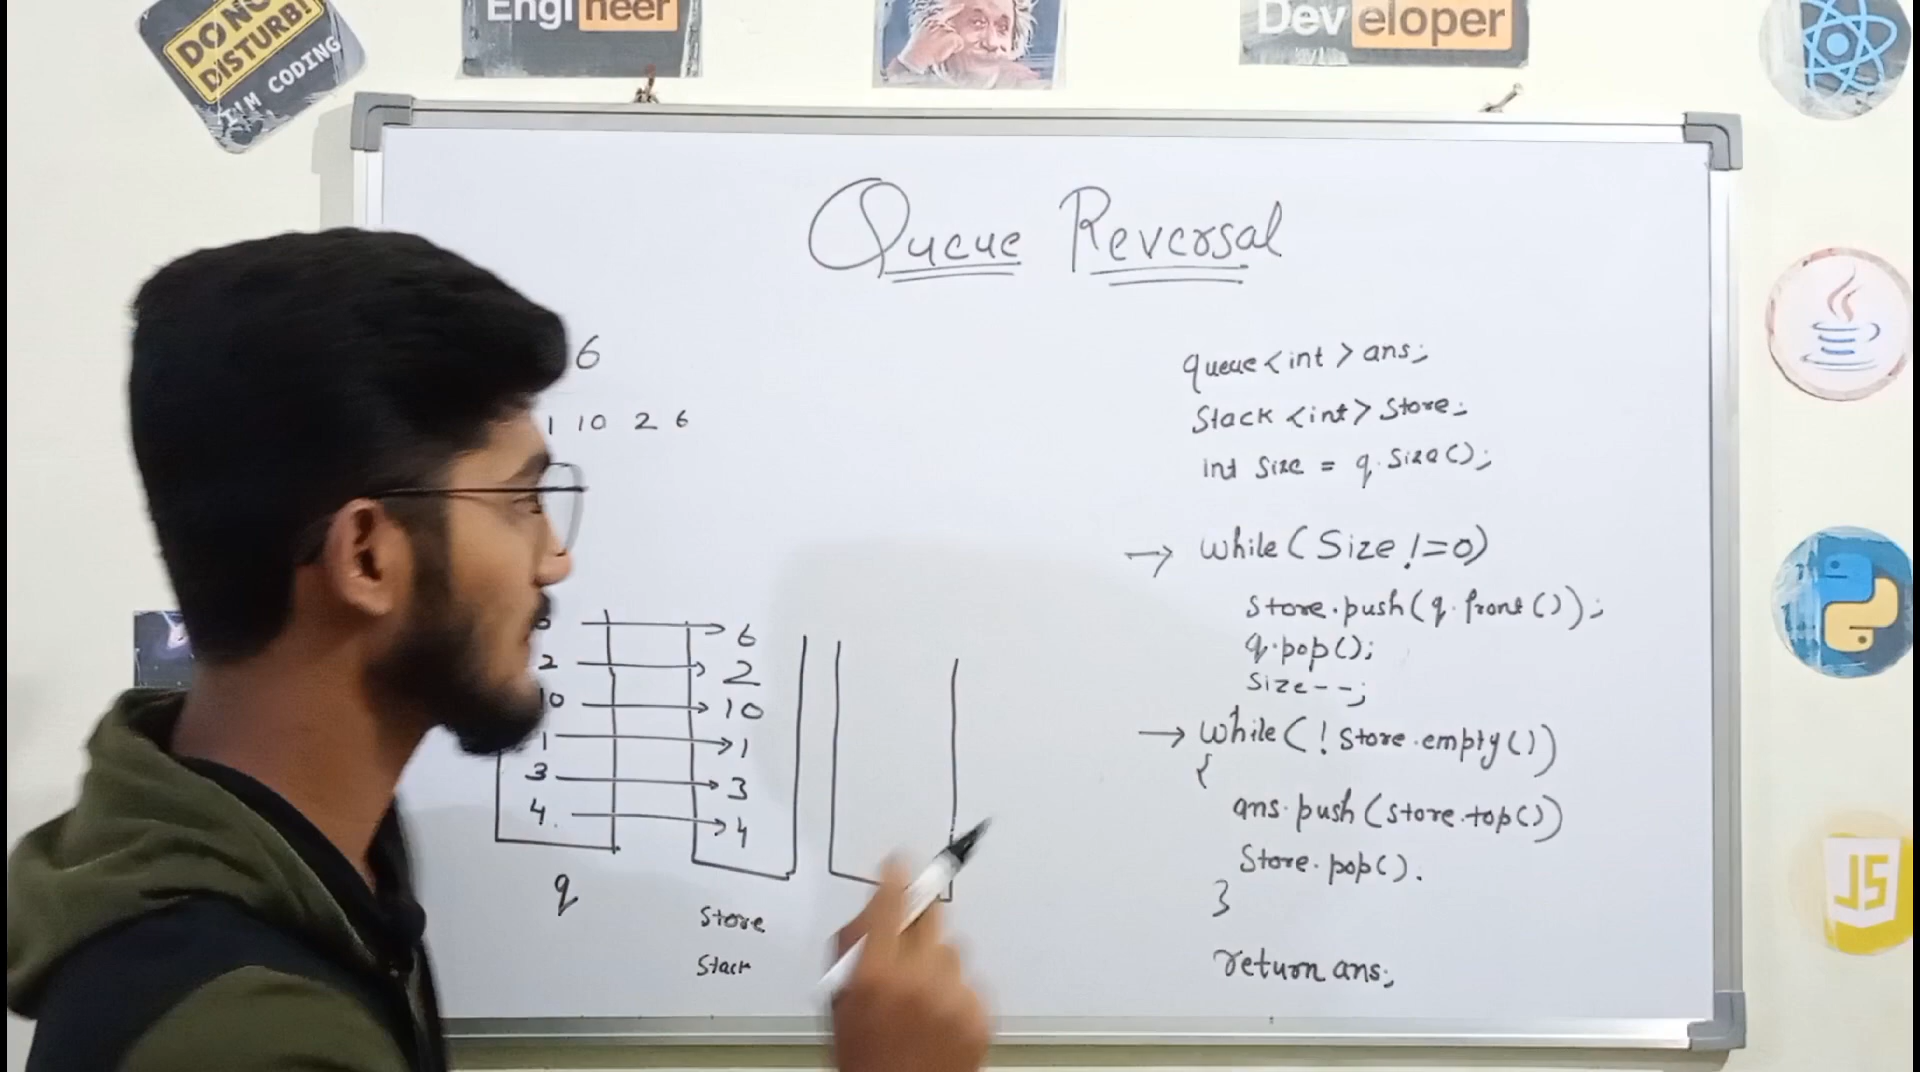 DO NOT
DISTURB!
I'M CODING
Engineer
Developer
Queue Reversal
6
1 10 2 6
queue <int> ans;
Stack <int> Store;
int Size = q.Size();
→ while(Size != 0)
Store.push(q.front());
q.pop();
Size--;
→ while(!Store.empty())
{
ans.push(store.top())
Store.pop().
}
return ans;
2
10
1
3
4.
q
6
2
10
1
3
4
Store
Stack
JS